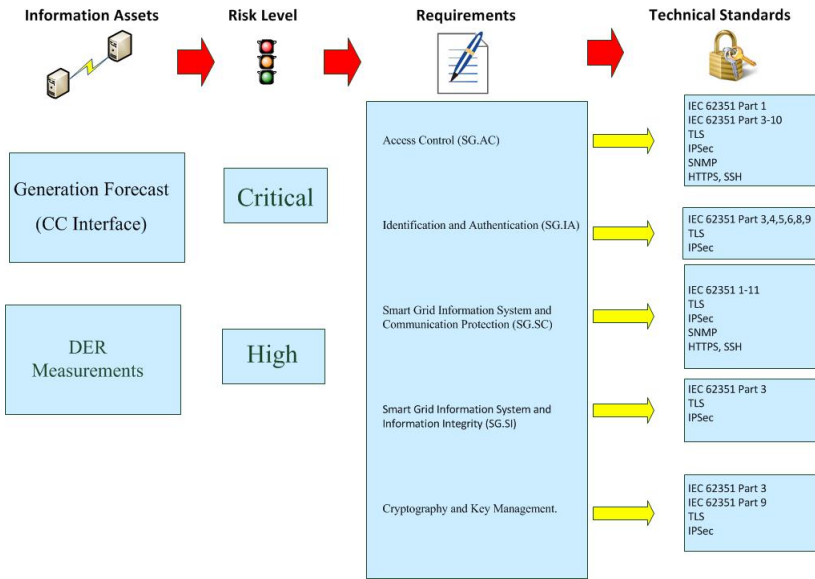 Information Assets
Risk Level
Requirements
Technical Standards
Generation Forecast
(CC Interface)
Critical
DER
Measurements
High
Access Control (SG.AC)
Identification and Authentication (SG.IA)
Smart Grid Information System and
Communication Protection (SG.SC)
Smart Grid Information System and
Information Integrity (SG.SI)
Cryptography and Key Management.
IEC 62351 Part 1
IEC 62351 Part 3-10
TLS
IPSec
SNMP
HTTPS, SSH
IEC 62351 Part 3,4,5,6,8,9
TLS
IPSec
IEC 62351 1-11
TLS
IPSec
SNMP
HTTPS, SSH
IEC 62351 Part 3
TLS
IPSec
IEC 62351 Part 3
IEC 62351 Part 9
TLS
IPSec